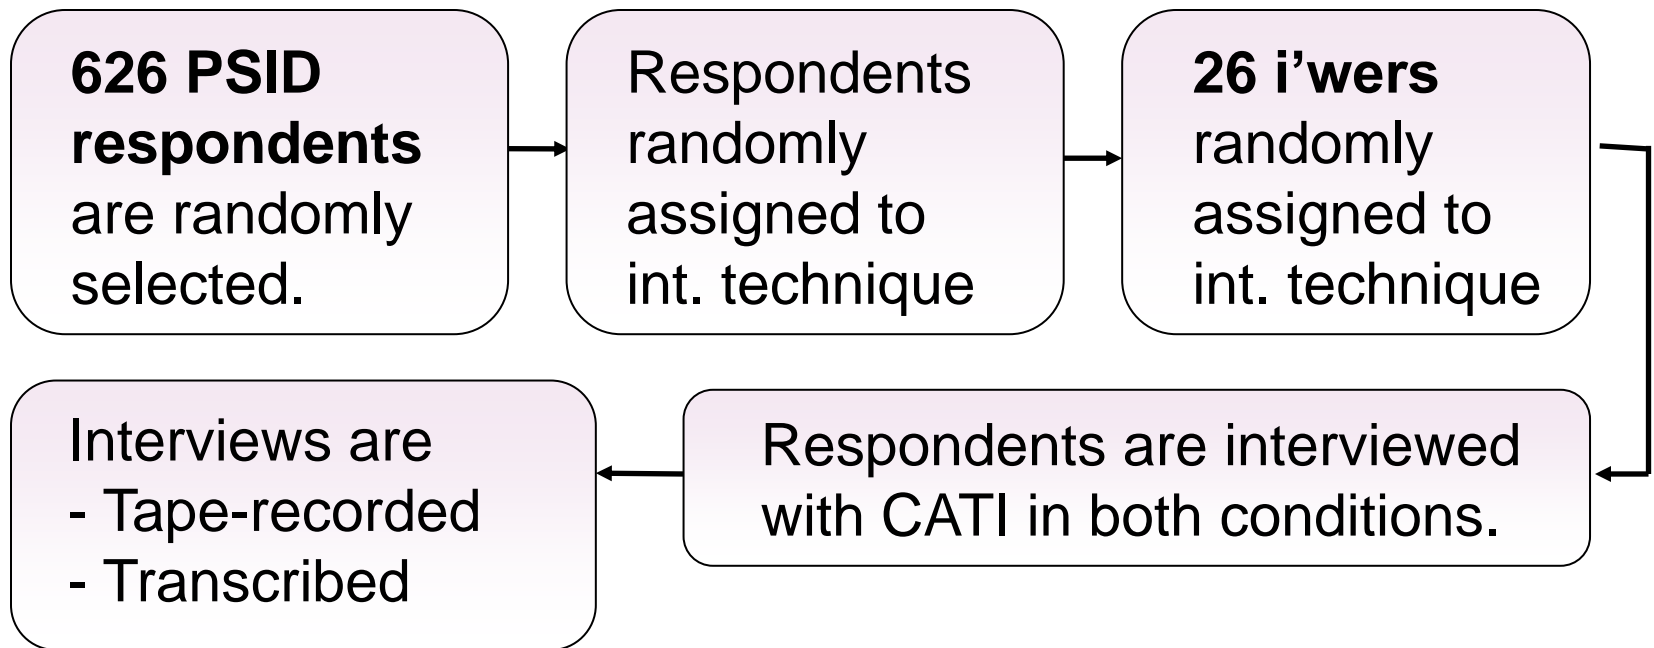 626 PSID
respondents
are randomly
selected.
Respondents
randomly
assigned to
int. technique
26 i’wers
randomly
assigned to
int. technique
Respondents are interviewed
with CATI in both conditions.
Interviews are
- Tape-recorded
- Transcribed